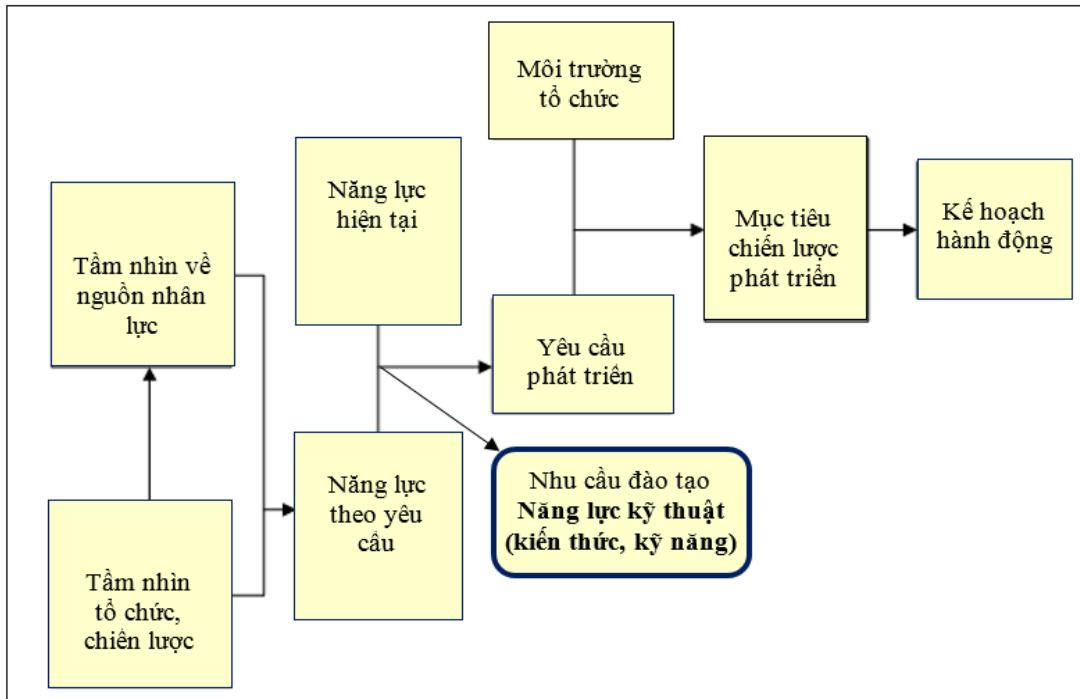 Môi trường
tổ chức
Năng lực
hiện tại
Mục tiêu
chiến lược
phát triển
Kế hoạch
hành động
Tầm nhìn về
nguồn nhân
lực
Yêu cầu
phát triển
Năng lực
theo yêu
cầu
Nhu cầu đào tạo
Năng lực kỹ thuật
(kiến thức, kỹ năng)
Tầm nhìn
tổ chức,
chiến lược